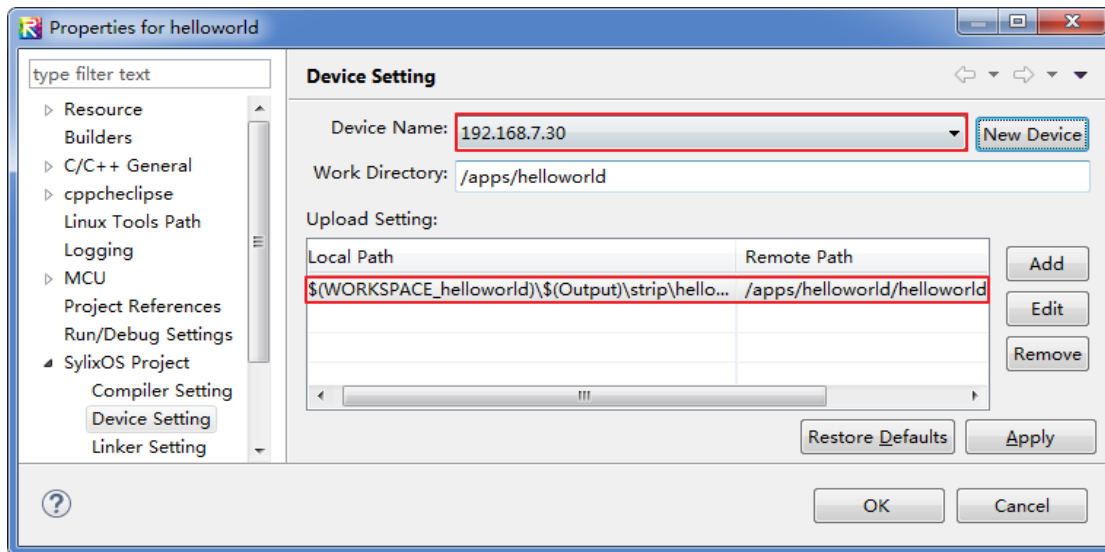 Properties for helloworld
type filter text
Resource
Builders
C/C++ General
cppcheclipse
Linux Tools Path
Logging
MCU
Project References
Run/Debug Settings
SylixOS Project
Compiler Setting
Device Setting
Linker Setting
Device Setting
Device Name: 192.168.7.30 New Device
Work Directory: /apps/helloworld
Upload Setting:
Local Path Remote Path
$(WORKSPACE_helloworld)\$(Output)\strip\hello... /apps/helloworld/helloworld
Add
Edit
Remove
Restore Defaults Apply
OK Cancel